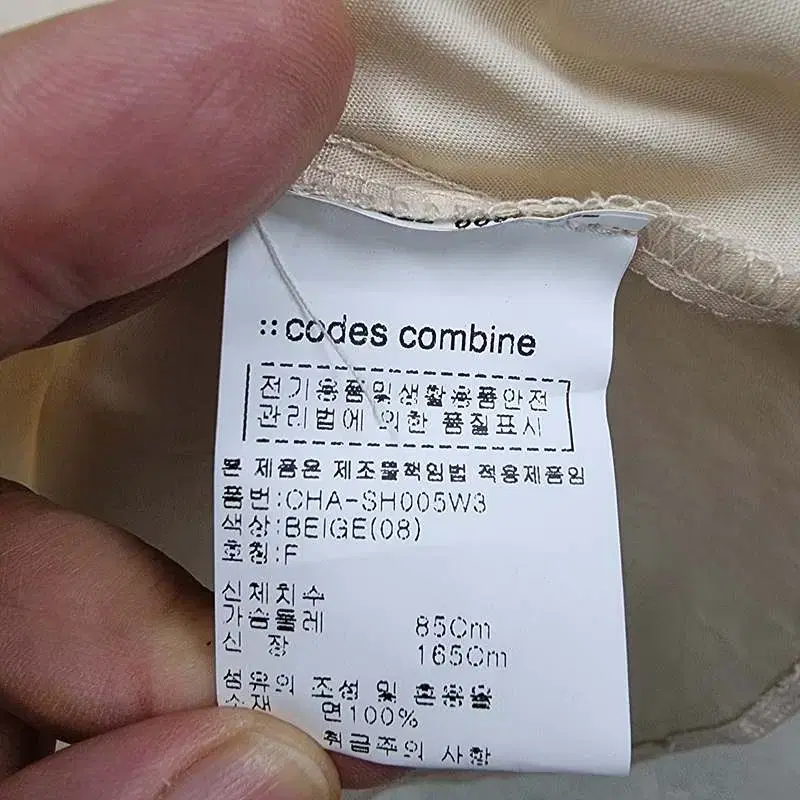 :: codes combine
전기용품및생활용품안전
관리법에 의한 품질표시
본 제품은 제조물책임법 적용제품임
품번:CHA-SH005W3
색상:BEIGE(08)
호칭:F
신체치수
가슴둘레 85Cm
신 장 165Cm
섬유의 조성 및 혼용율
소재 면100%
취급주의 사항